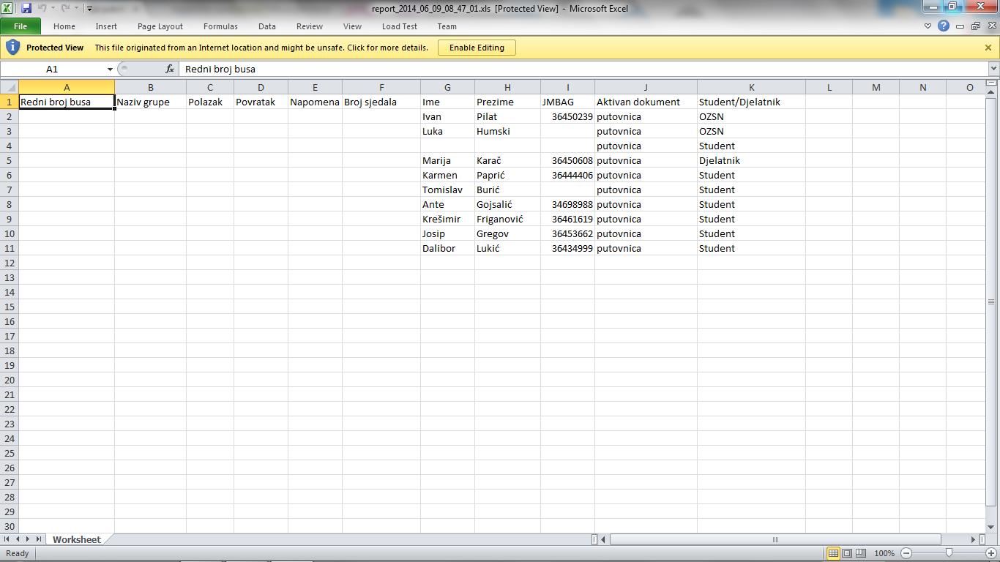 report_2014_06_09_08_47_01.xls [Protected View] - Microsoft Excel
File Home Insert Page Layout Formulas Data Review View Load Test Team
Protected View This file originated from an Internet location and might be unsafe. Click for more details. Enable Editing
A1 fx Redni broj busa
A B C D E F G H I J K L M N O
1 Redni broj busa Naziv grupe Polazak Povratak Napomena Broj sjedala Ime Prezime JMBAG Aktivan dokument Student/Djelatnik
2 Ivan Pilat 36450239 putovnica OZSN
3 Luka Humski putovnica OZSN
4 putovnica Student
5 Marija Karač 36450608 putovnica Djelatnik
6 Karmen Paprić 36444406 putovnica Student
7 Tomislav Burić putovnica Student
8 Ante Gojsalić 34698988 putovnica Student
9 Krešimir Friganović 36461619 putovnica Student
10 Josip Gregov 36453662 putovnica Student
11 Dalibor Lukić 36434999 putovnica Student
12
13
14
15
16
17
18
19
20
21
22
23
24
25
26
27
28
29
30
Worksheet
Ready 100%